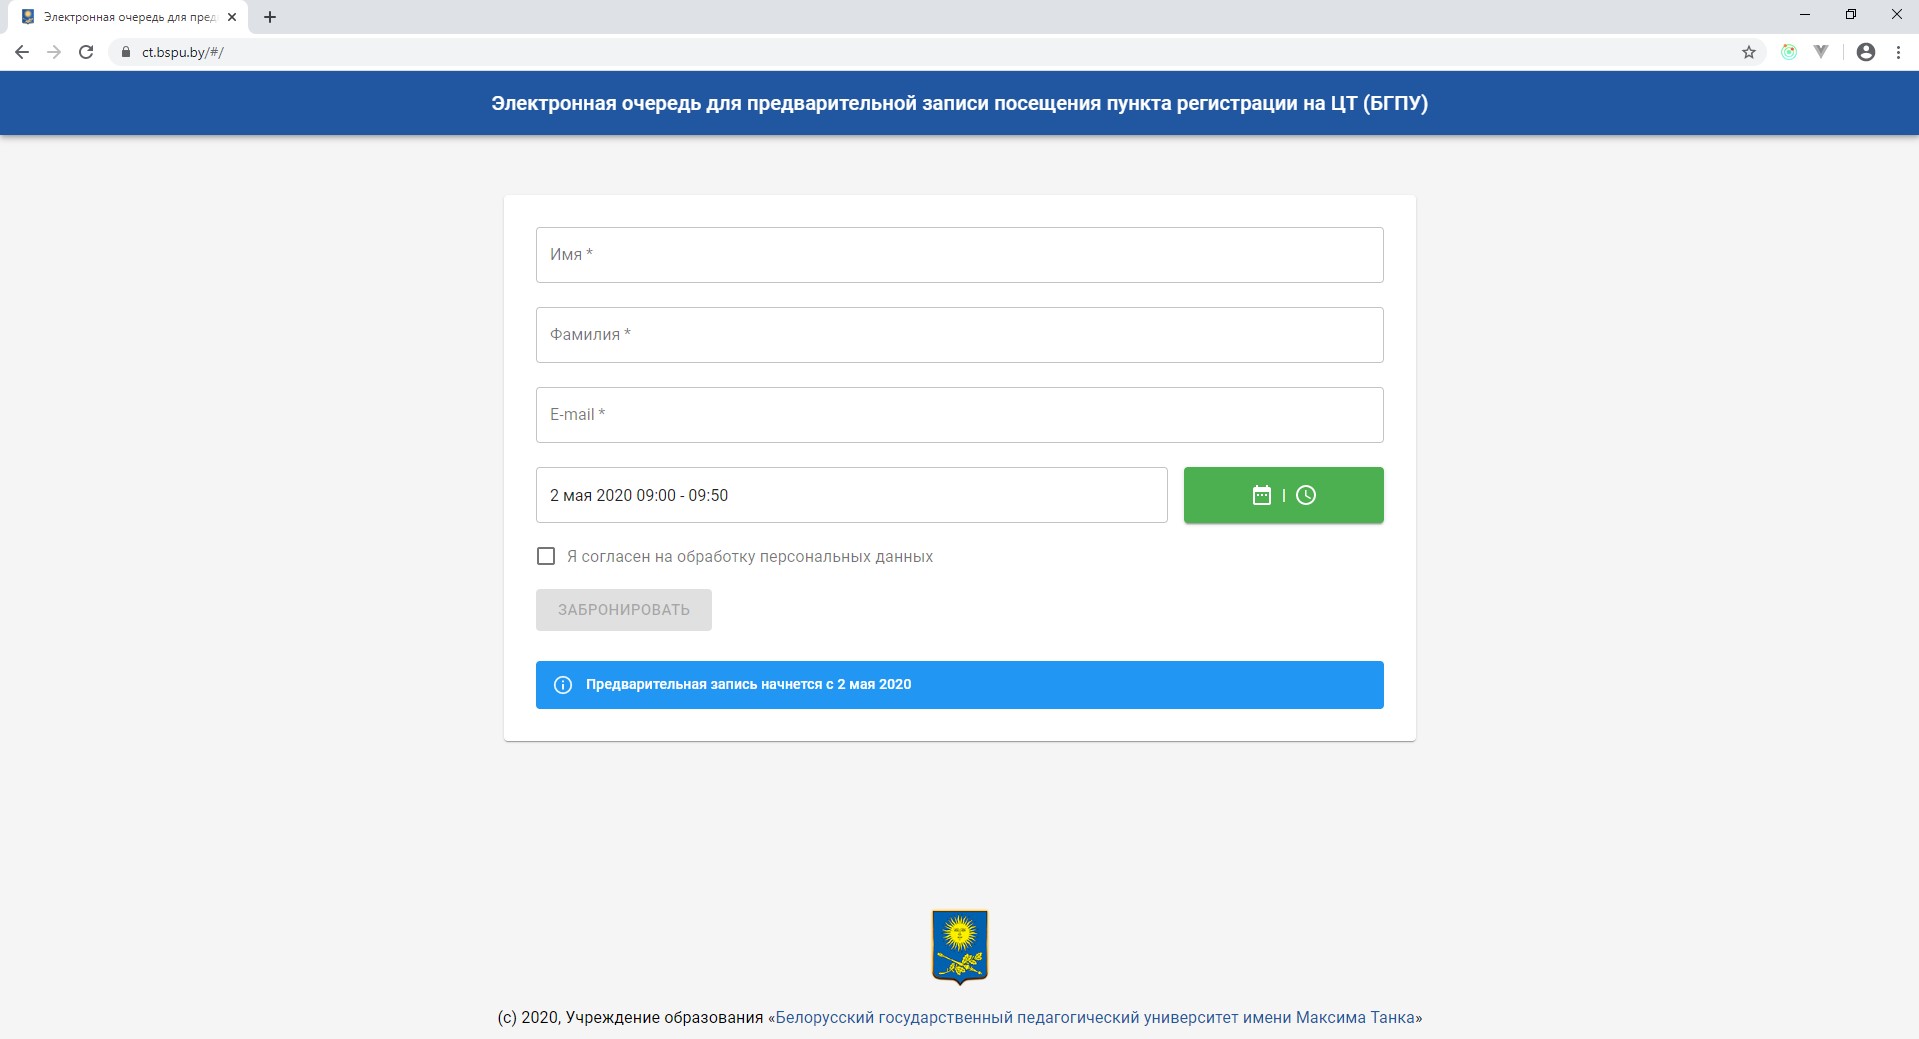 Электронная очередь для пред
ct.bspu.by/#/
Электронная очередь для предварительной записи посещения пункта регистрации на ЦТ (БГПУ)
Имя *
Фамилия *
E-mail *
2 мая 2020 09:00 - 09:50
Я согласен на обработку персональных данных
ЗАБРОНИРОВАТЬ
Предварительная запись начнется с 2 мая 2020
(с) 2020, Учреждение образования «Белорусский государственный педагогический университет имени Максима Танка»